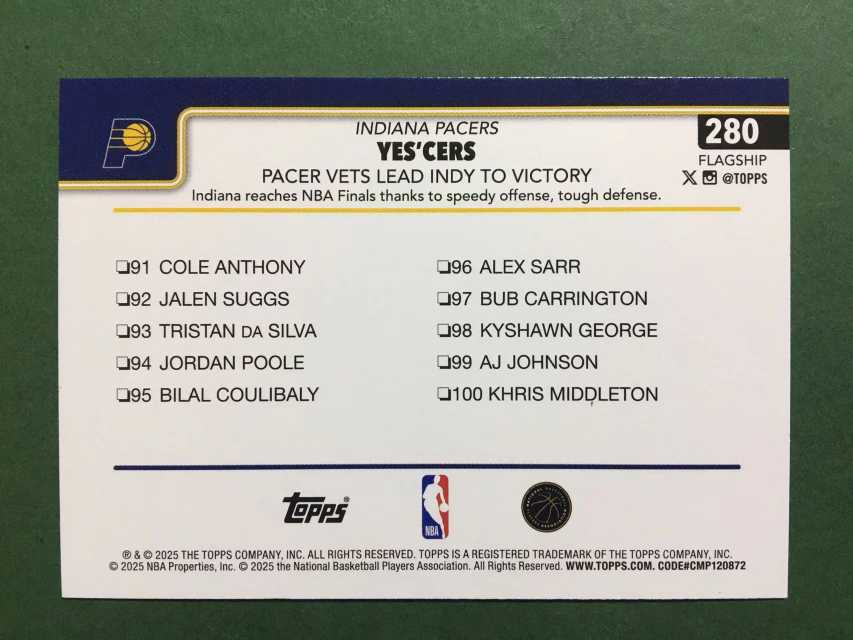 INDIANA PACERS
YES'CERS
PACER VETS LEAD INDY TO VICTORY
Indiana reaches NBA Finals thanks to speedy offense, tough defense.
280
FLAGSHIP
X @TOPPS
❏91 COLE ANTHONY
❏92 JALEN SUGGS
❏93 TRISTAN DA SILVA
❏94 JORDAN POOLE
❏95 BILAL COULIBALY
❏96 ALEX SARR
❏97 BUB CARRINGTON
❏98 KYSHAWN GEORGE
❏99 AJ JOHNSON
❏100 KHRIS MIDDLETON
topps®
NBA
℗ & © 2025 THE TOPPS COMPANY, INC. ALL RIGHTS RESERVED. TOPPS IS A REGISTERED TRADEMARK OF THE TOPPS COMPANY, INC.
© 2025 NBA Properties, Inc. © 2025 the National Basketball Players Association. All Rights Reserved. WWW.TOPPS.COM. CODE#CMP120872